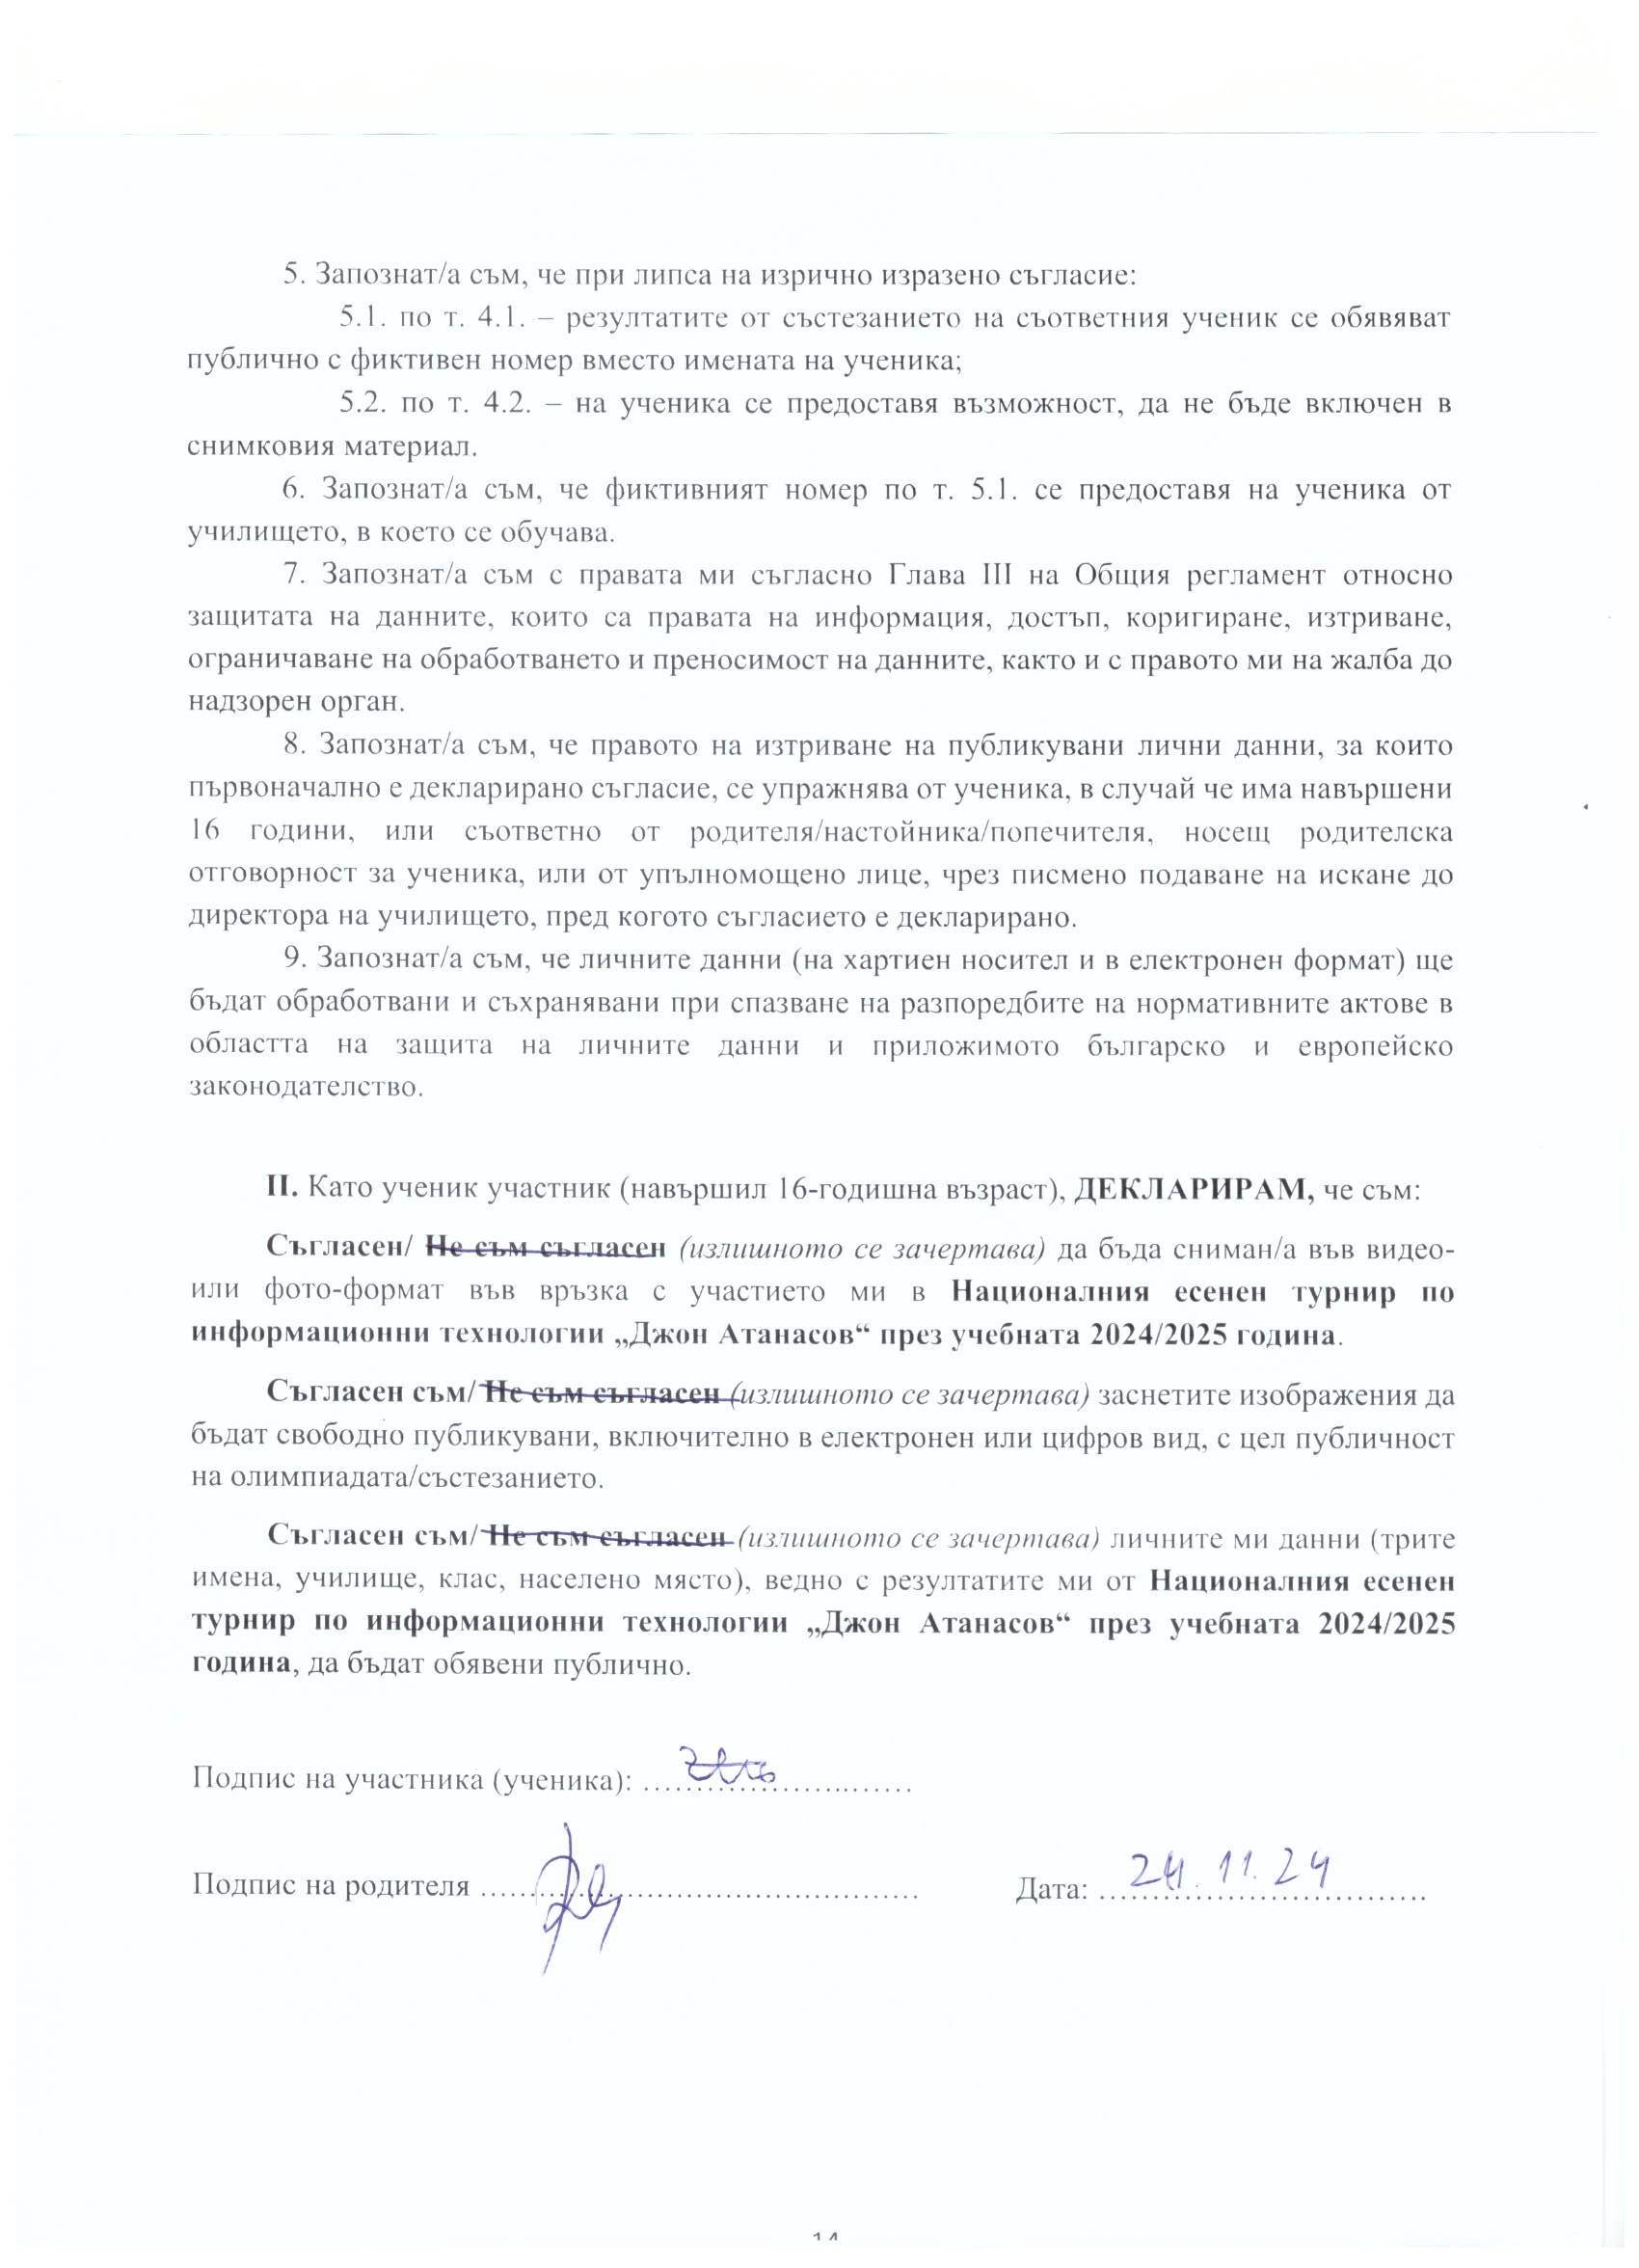 5. Запознат/а съм, че при липса на изрично изразено съгласие:
5.1. по т. 4.1. – резултатите от състезанието на съответния ученик се обявяват
публично с фиктивен номер вместо имената на ученика;
5.2. по т. 4.2. – на ученика се предоставя възможност, да не бъде включен в
снимковия материал.
6. Запознат/а съм, че фиктивният номер по т. 5.1. се предоставя на ученика от
училището, в което се обучава.
7. Запознат/а съм с правата ми съгласно Глава III на Общия регламент относно
защитата на данните, които са правата на информация, достъп, коригиране, изтриване,
ограничаване на обработването и преносимост на данните, както и с правото ми на жалба до
надзорен орган.
8. Запознат/а съм, че правото на изтриване на публикувани лични данни, за които
първоначално е декларирано съгласие, се упражнява от ученика, в случай че има навършени
16 години, или съответно от родителя/настойника/попечителя, носещ родителска
отговорност за ученика, или от упълномощено лице, чрез писмено подаване на искане до
директора на училището, пред когото съгласието е декларирано.
9. Запознат/а съм, че личните данни (на хартиен носител и в електронен формат) ще
бъдат обработвани и съхранявани при спазване на разпоредбите на нормативните актове в
областта на защита на личните данни и приложимото българско и европейско
законодателство.
II. Като ученик участник (навършил 16-годишна възраст), ДЕКЛАРИРАМ, че съм:
Съгласен/ Не съм съгласен (излишното се зачертава) да бъда сниман/а във видео-
или фото-формат във връзка с участието ми в Националния есенен турнир по
информационни технологии „Джон Атанасов“ през учебната 2024/2025 година.
Съгласен съм/ Не съм съгласен (излишното се зачертава) заснетите изображения да
бъдат свободно публикувани, включително в електронен или цифров вид, с цел публичност
на олимпиадата/състезанието.
Съгласен съм/ Не съм съгласен (излишното се зачертава) личните ми данни (трите
имена, училище, клас, населено място), ведно с резултатите ми от Националния есенен
турнир по информационни технологии „Джон Атанасов“ през учебната 2024/2025
година, да бъдат обявени публично.
Подпис на участника (ученика): ...........................
Подпис на родителя ............................................ Дата: 24.11.24